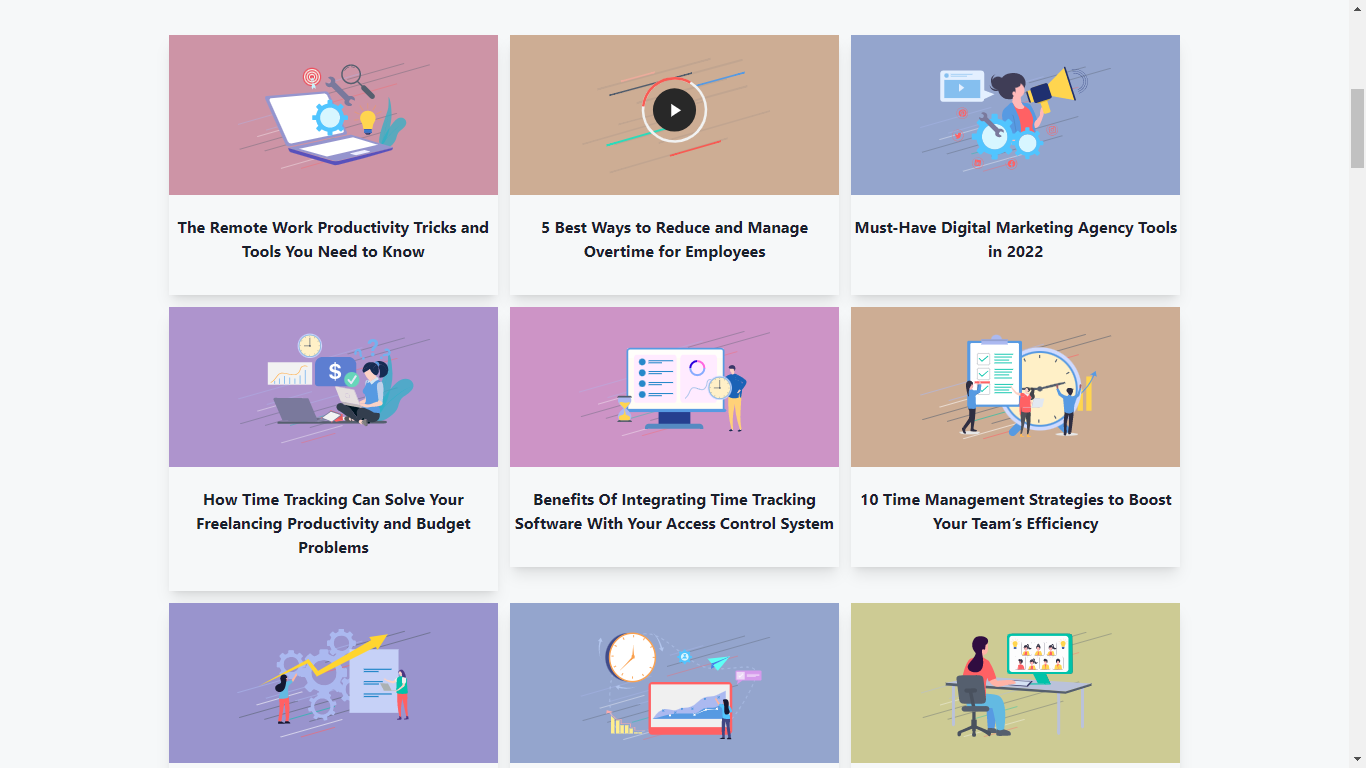 The Remote Work Productivity Tricks and
Tools You Need to Know
5 Best Ways to Reduce and Manage
Overtime for Employees
Must-Have Digital Marketing Agency Tools
in 2022
$
How Time Tracking Can Solve Your
Freelancing Productivity and Budget
Problems
Benefits Of Integrating Time Tracking
Software With Your Access Control System
10 Time Management Strategies to Boost
Your Team’s Efficiency